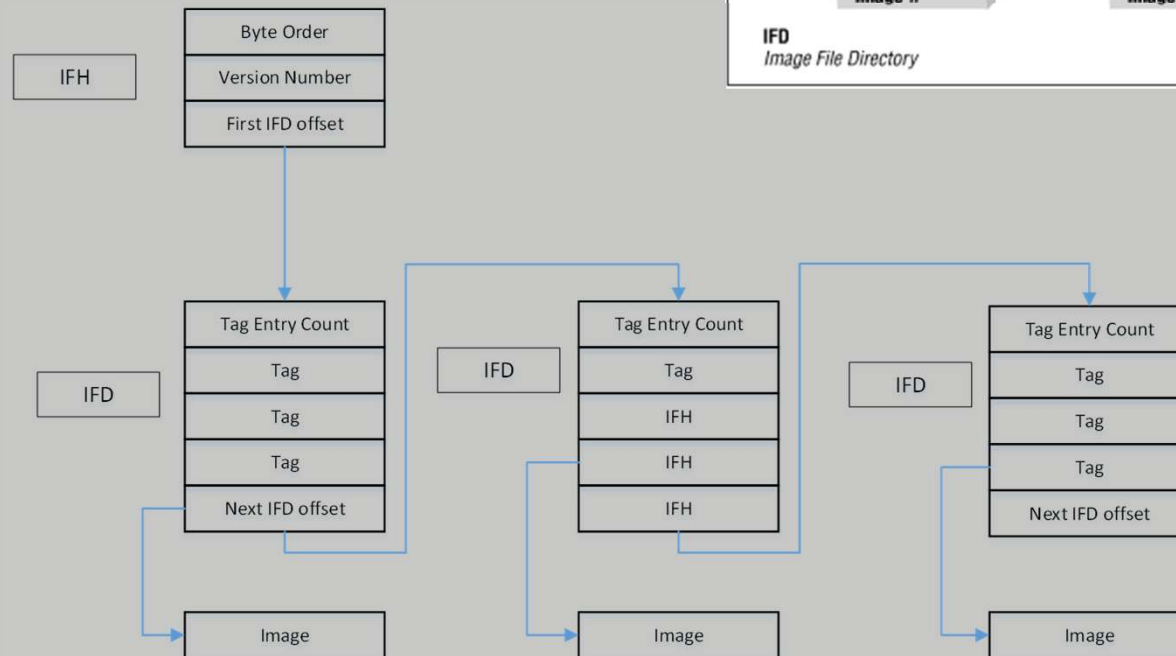 IFD
Image File Directory
IFH
Byte Order
Version Number
First IFD offset
IFD
Tag Entry Count
Tag
Tag
Tag
Next IFD offset
Image
IFD
Tag Entry Count
Tag
IFH
IFH
IFH
Image
IFD
Tag Entry Count
Tag
Tag
Tag
Next IFD offset
Image